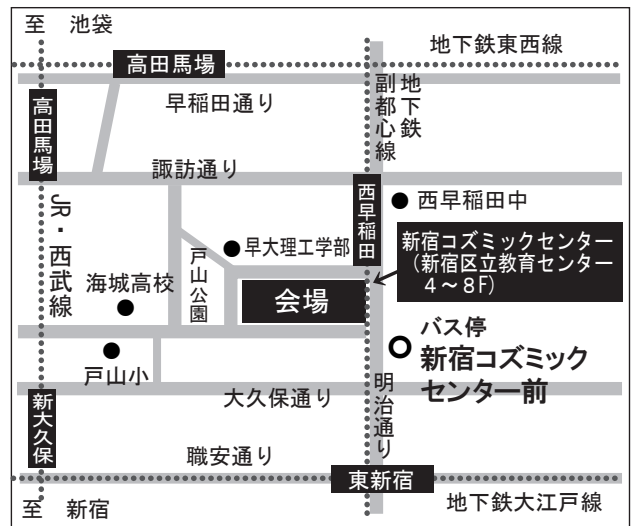 至 池袋
地下鉄東西線
高田馬場
高田馬場
早稲田通り
地下鉄
副都心線
諏訪通り
西早稲田
西早稲田中
JR・西武線
戸山公園
早大理工学部
新宿コズミックセンター
(新宿区立教育センター
4～8F)
海城高校
会場
バス停
新宿コズミック
センター前
戸山小
新大久保
大久保通り
明治通り
職安通り
東新宿
至 新宿
地下鉄大江戸線